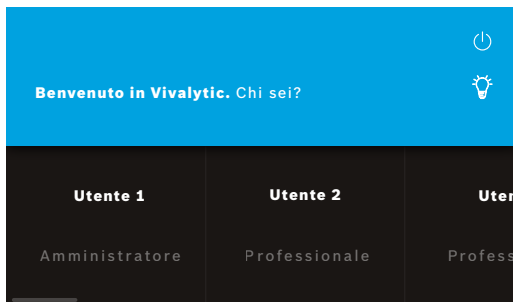 Benvenuto in Vivalytic. Chi sei?
Utente 1 Utente 2
Amministratore Professionale